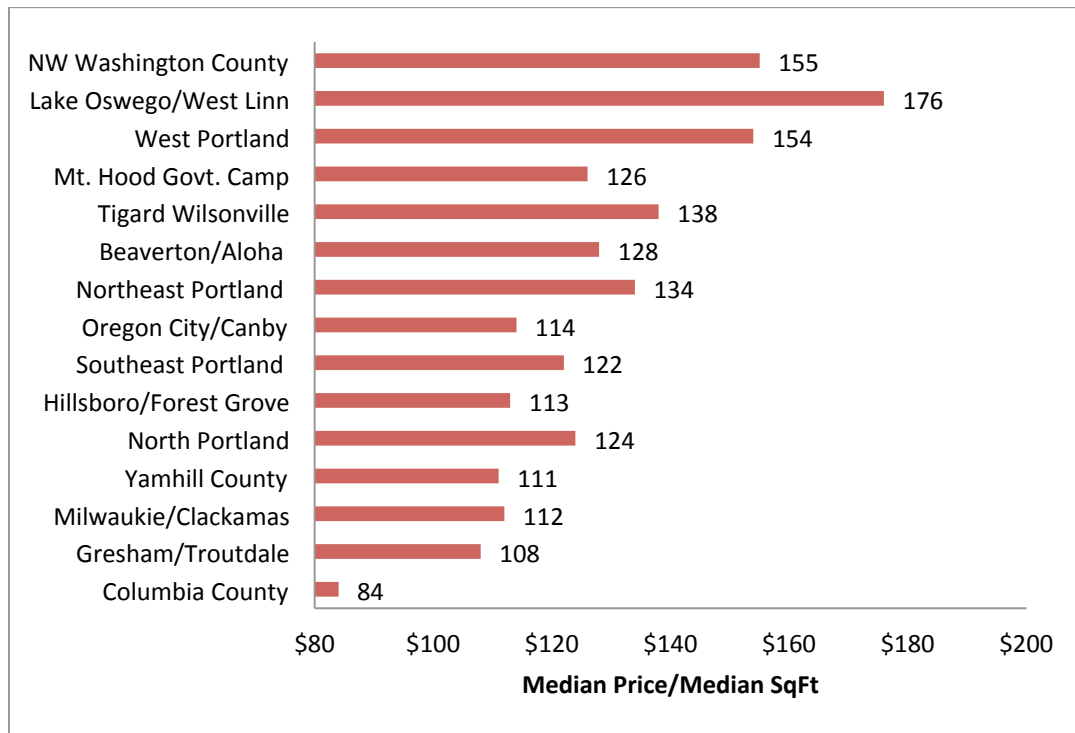 NW Washington County 155
Lake Oswego/West Linn 176
West Portland 154
Mt. Hood Govt. Camp 126
Tigard Wilsonville 138
Beaverton/Aloha 128
Northeast Portland 134
Oregon City/Canby 114
Southeast Portland 122
Hillsboro/Forest Grove 113
North Portland 124
Yamhill County 111
Milwaukie/Clackamas 112
Gresham/Troutdale 108
Columbia County 84
$80 $100 $120 $140 $160 $180 $200
Median Price/Median SqFt